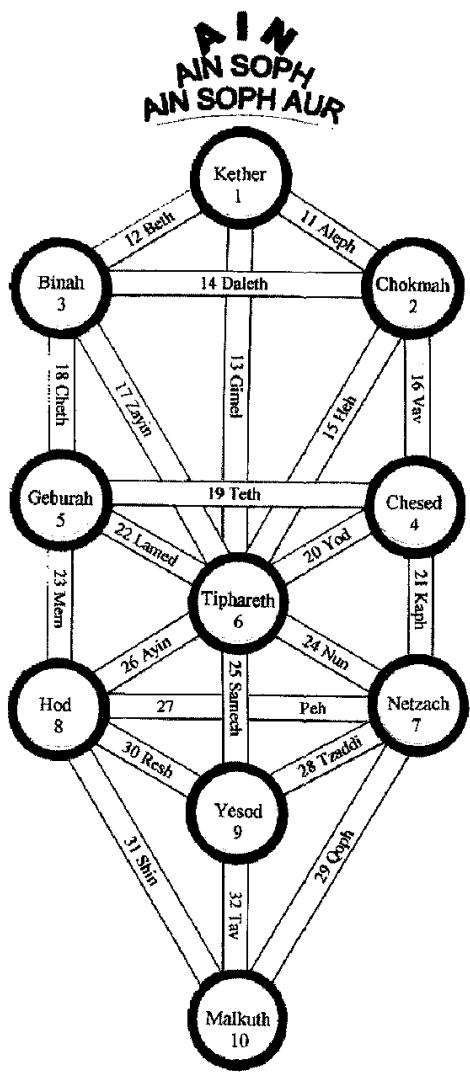 AIN
AIN SOPH
AIN SOPH AUR
Kether
1
12 Beth
11 Aleph
Binah
3
14 Daleth
Chokmah
2
18 Cheth
17 Zayin
13 Gimel
15 Heh
16 Vav
Geburah
5
19 Teth
Chesed
4
22 Lamed
20 Yod
Tiphareth
6
23 Mem
21 Kaph
26 Ayin
25 Samech
24 Nun
Hod
8
27 Peh
Netzach
7
30 Resh
28 Tzaddi
Yesod
9
31 Shin
32 Tav
29 Qoph
Malkuth
10